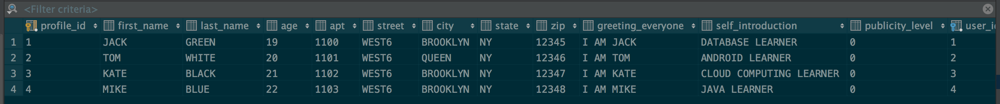 <Filter criteria>
profile_id first_name last_name age apt street city state zip greeting_everyone self_introduction publicity_level
1 1 JACK GREEN 19 1100 WEST6 BROOKLYN NY 12345 I AM JACK DATABASE LEARNER 0 1
2 2 TOM WHITE 20 1101 WEST6 QUEEN NY 12346 I AM TOM ANDROID LEARNER 0 2
3 3 KATE BLACK 21 1102 WEST6 BROOKLYN NY 12347 I AM KATE CLOUD COMPUTING LEARNER 0 3
4 4 MIKE BLUE 22 1103 WEST6 BROOKLYN NY 12348 I AM MIKE JAVA LEARNER 0 4